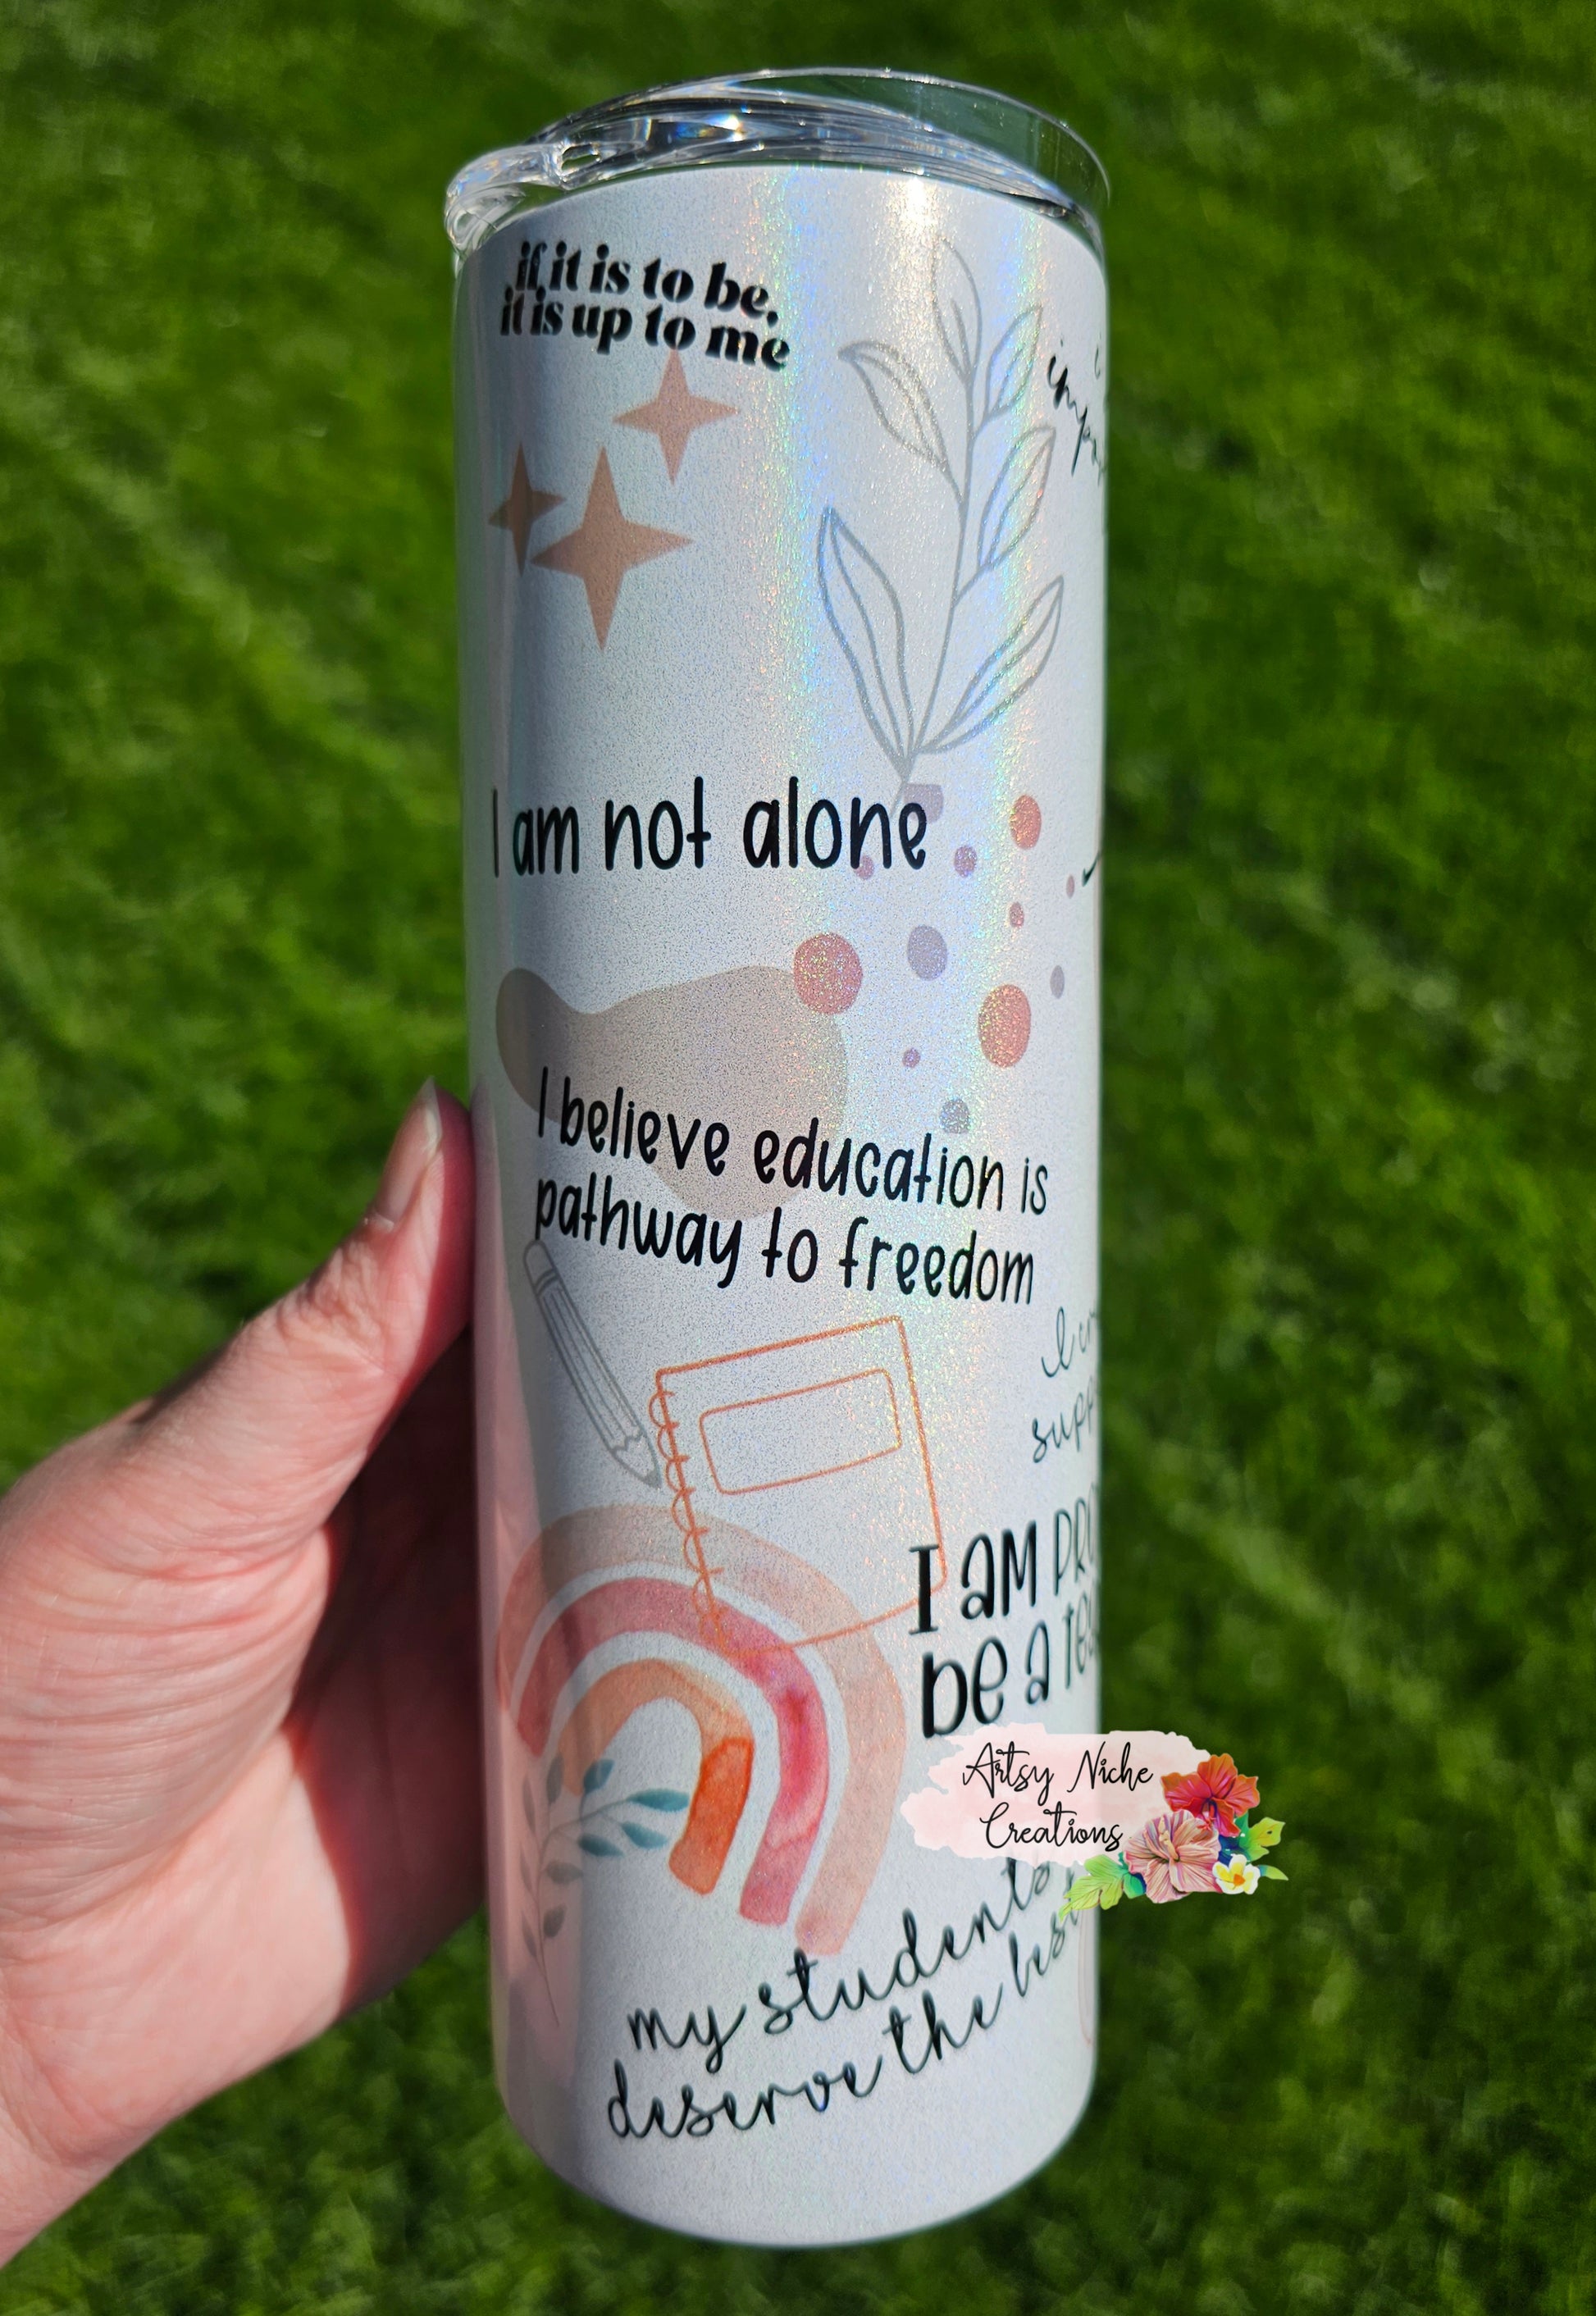 if it is to be,
it is up to me
I am not alone
I believe education is
pathway to freedom
I
I AM
be a
Artsy Niche
Creations
my students
deserve the best